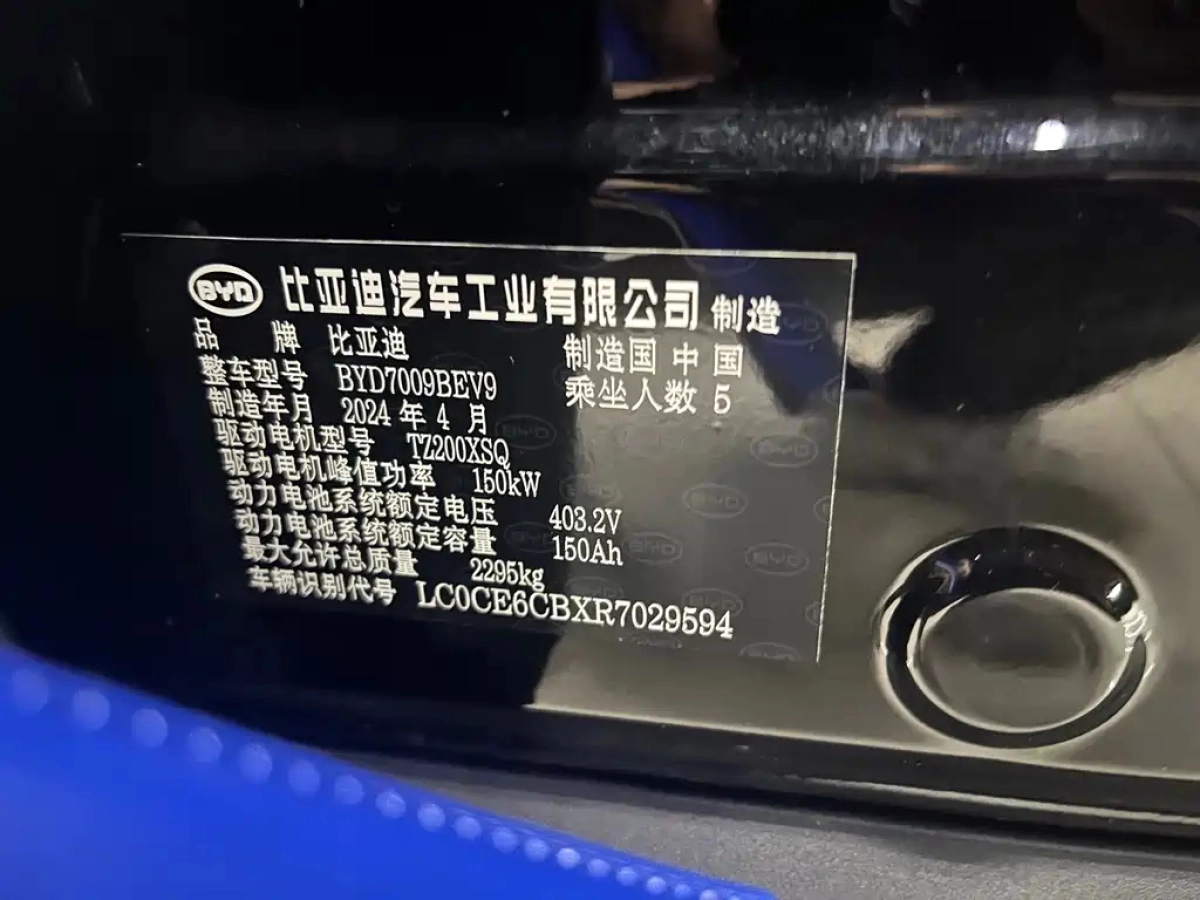 BYD 比亚迪汽车工业有限公司 制造
品 牌 比亚迪 制造国 中国
整车型号 BYD7009BEV9 乘坐人数 5
制造年月 2024 年 4 月
驱动电机型号 TZ200XSQ
驱动电机峰值功率 150kW
动力电池系统额定电压 403.2V
动力电池系统额定容量 150Ah
最大允许总质量 2295kg
车辆识别代号 LC0CE6CBXR7029594